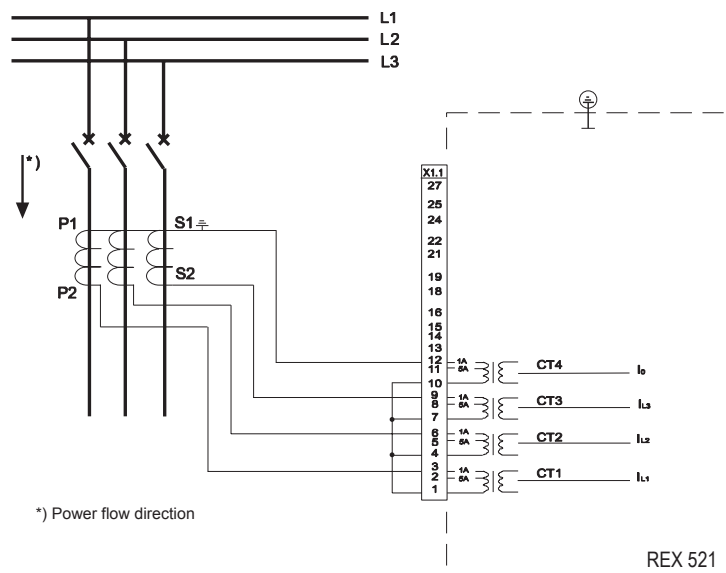 L1
L2
L3
*)
P1
S1
S2
P2
X1.1
27
25
24
22
21
19
18
16
15
14
13
12
11
10
9
8
7
6
5
4
3
2
1
1A
5A
CT4
I0
1A
5A
CT3
IL3
1A
5A
CT2
IL2
1A
5A
CT1
IL1
*) Power flow direction
REX 521